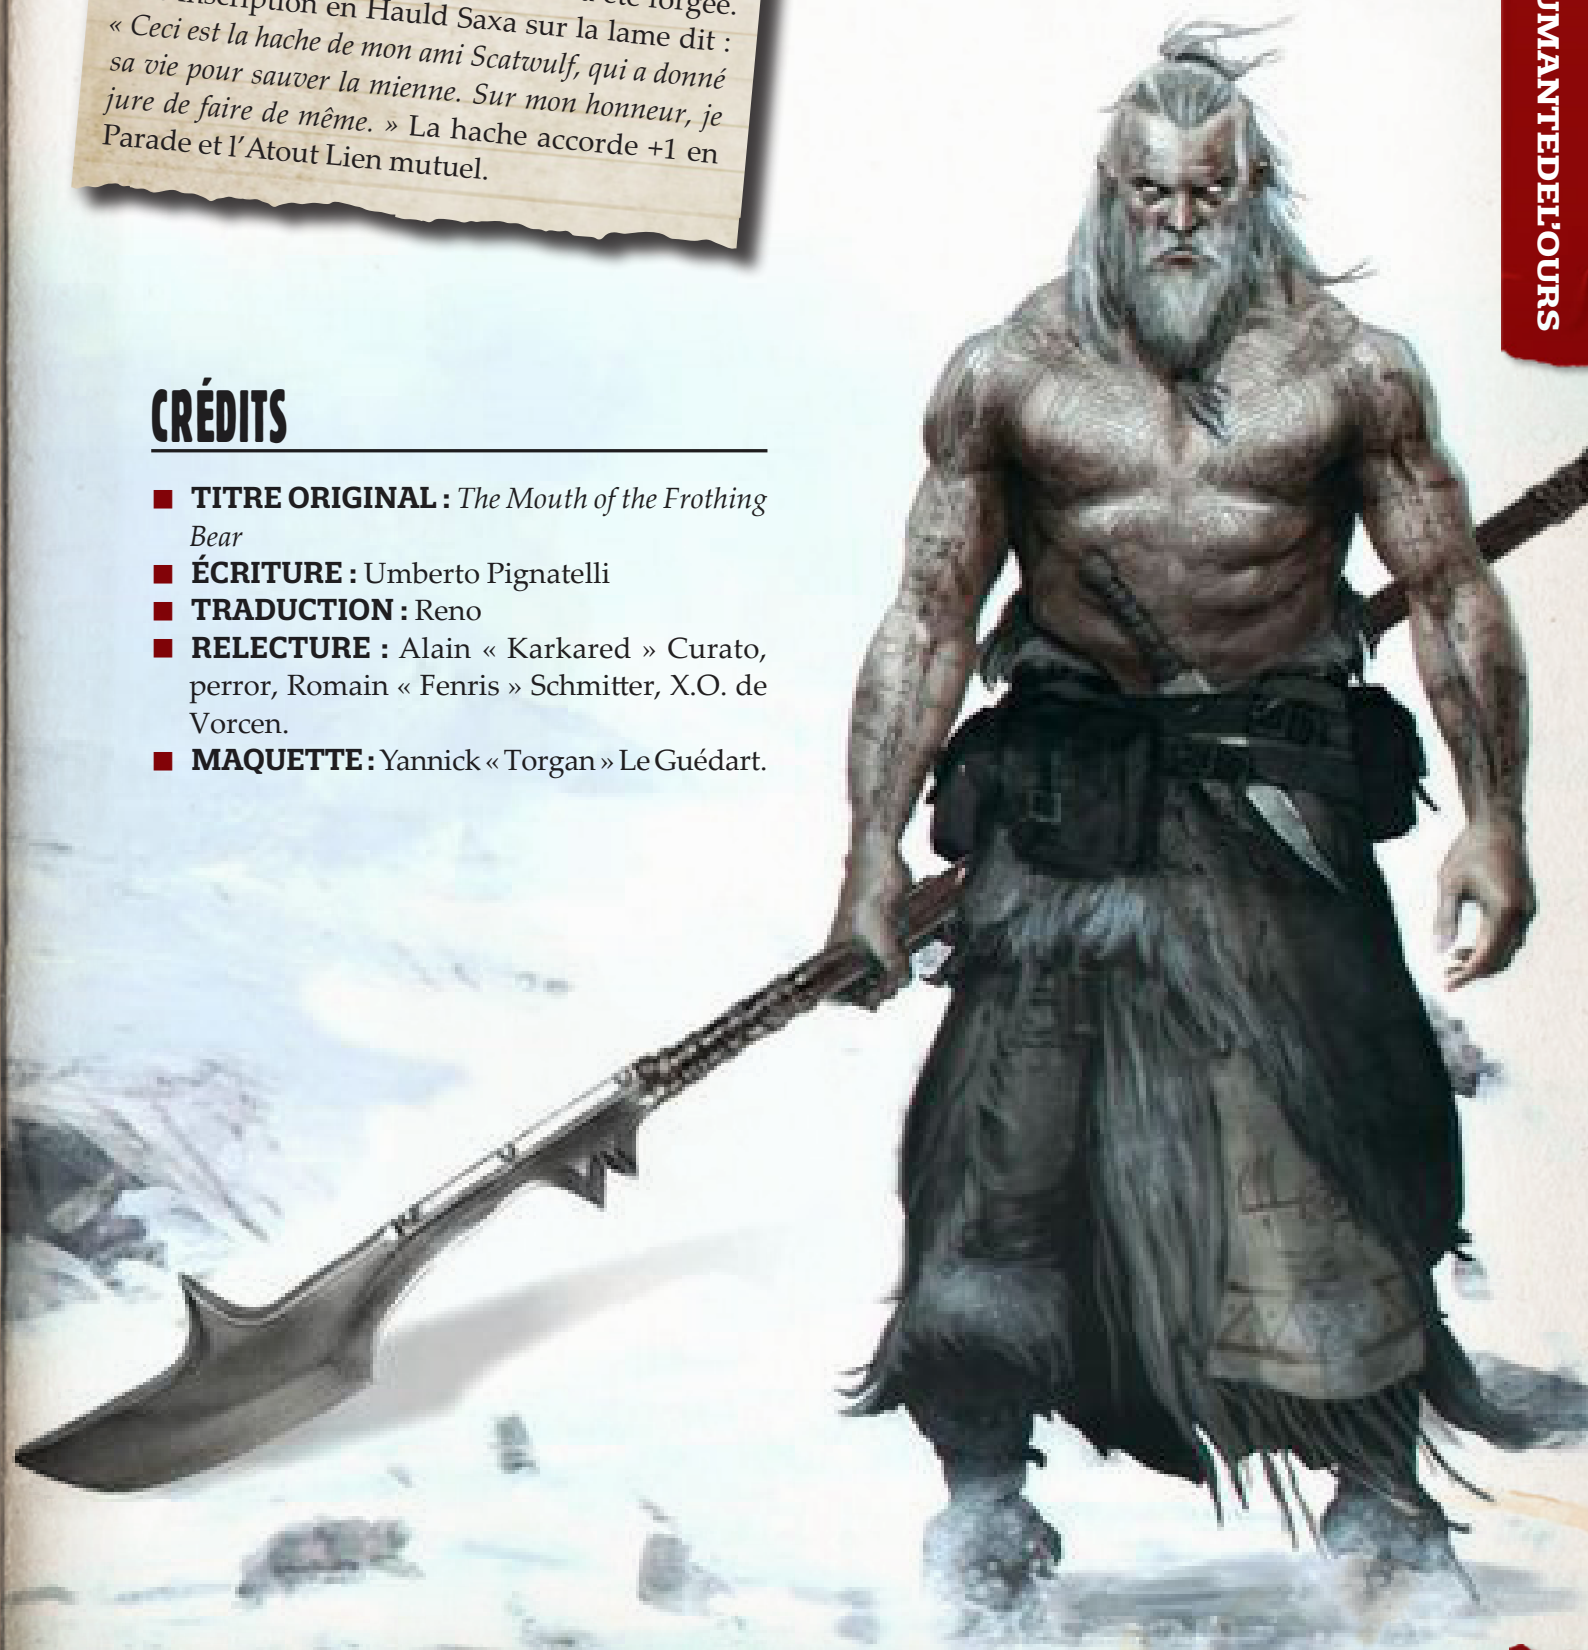 forgée.
en Hauld Saxa sur la lame dit :
« Ceci est la hache de mon ami Scatwulf, qui a donné
sa vie pour sauver la mienne. Sur mon honneur, je
jure de faire de même. » La hache accorde +1 en
Parade et l'Atout Lien mutuel.
CRÉDITS
■ TITRE ORIGINAL : The Mouth of the Frothing
Bear
■ ÉCRITURE : Umberto Pignatelli
■ TRADUCTION : Reno
■ RELECTURE : Alain « Karkared » Curato,
perror, Romain « Fenris » Schmitter, X.O. de
Vorcen.
■ MAQUETTE : Yannick « Torgan » Le Guédart.
UMANTEDEL'OURS